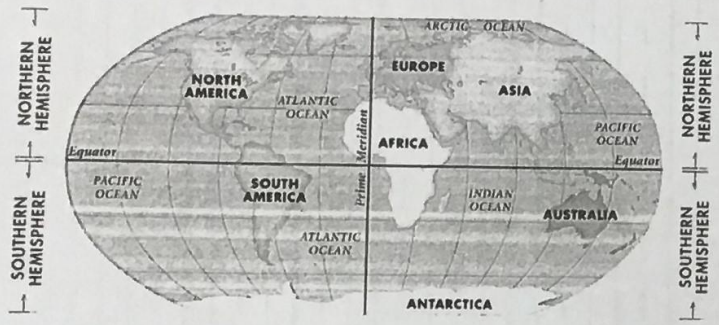 ARCTIC OCEAN
NORTHERN
HEMISPHERE
NORTH
AMERICA
ATLANTIC
OCEAN
EUROPE
ASIA
NORTHERN
HEMISPHERE
AFRICA
PACIFIC
OCEAN
Equator
Prime Meridian
Equator
SOUTHERN
HEMISPHERE
PACIFIC
OCEAN
SOUTH
AMERICA
INDIAN
OCEAN
AUSTRALIA
SOUTHERN
HEMISPHERE
ATLANTIC
OCEAN
ANTARCTICA